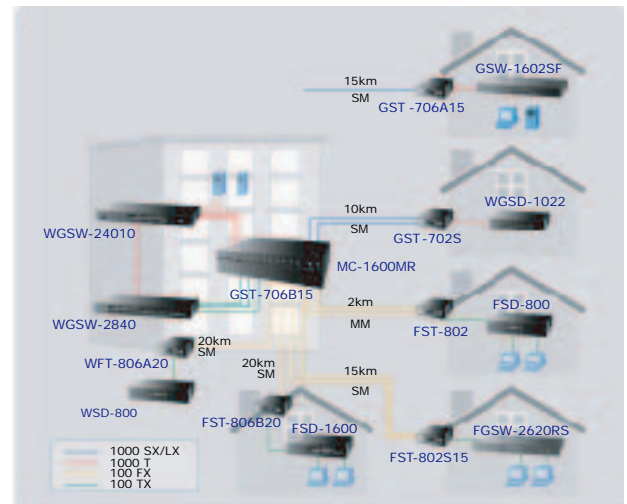 GSW-1602SF
15km
SM
GST -706A15
WGSD-1022
10km
SM
GST-702S
WGSW-24010
MC-1600MR
GST-706B15
2km
MM
FSD-800
FST-802
WGSW-2840
20km
SM
WFT-806A20
20km
SM
15km
SM
WSD-800
FST-806B20
FSD-1600
FGSW-2620RS
FST-802S15
1000 SX/LX
1000 T
100 FX
100 TX